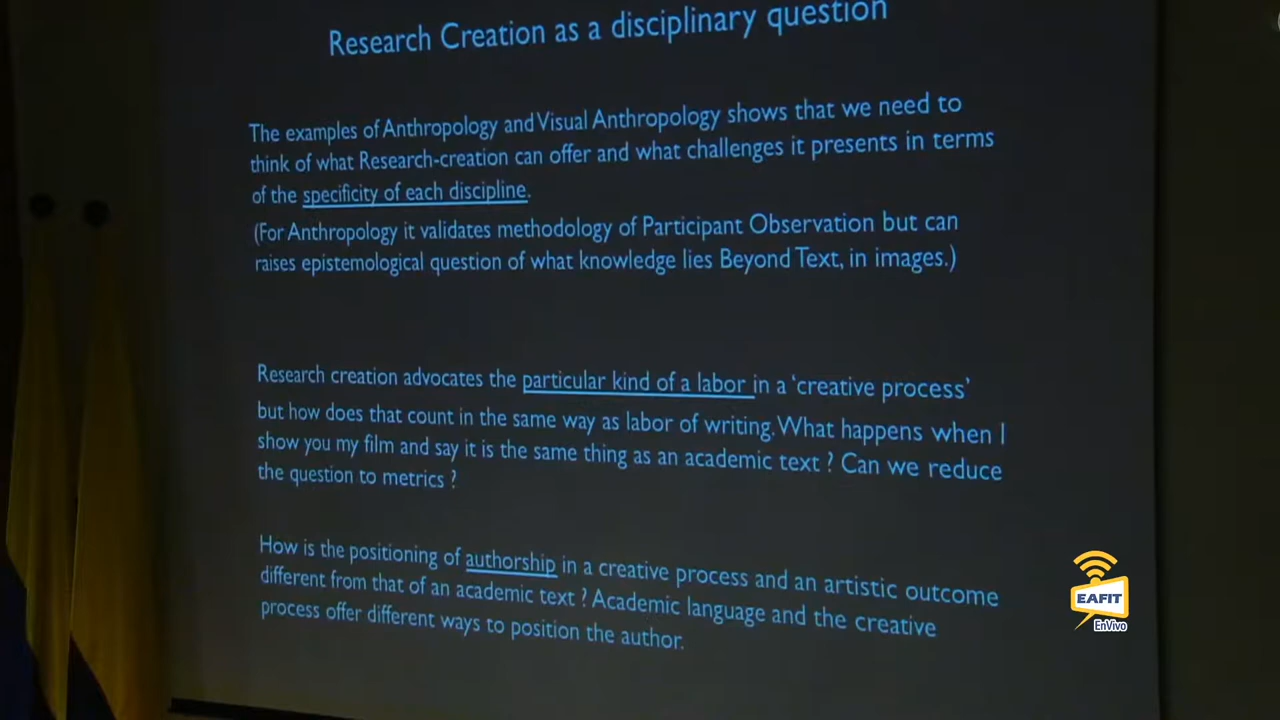 Research Creation as a disciplinary question
The examples of Anthropology and Visual Anthropology shows that we need to
think of what Research-creation can offer and what challenges it presents in terms
of the specificity of each discipline.
(For Anthropology it validates methodology of Participant Observation but can
raises epistemological question of what knowledge lies Beyond Text, in images.)
Research creation advocates the particular kind of a labor in a ‘creative process’
but how does that count in the same way as labor of writing. What happens when I
show you my film and say it is the same thing as an academic text ? Can we reduce
the question to metrics ?
How is the positioning of authorship in a creative process and an artistic outcome
different from that of an academic text ? Academic language and the creative
process offer different ways to position the author.
EAFIT
EnVivo